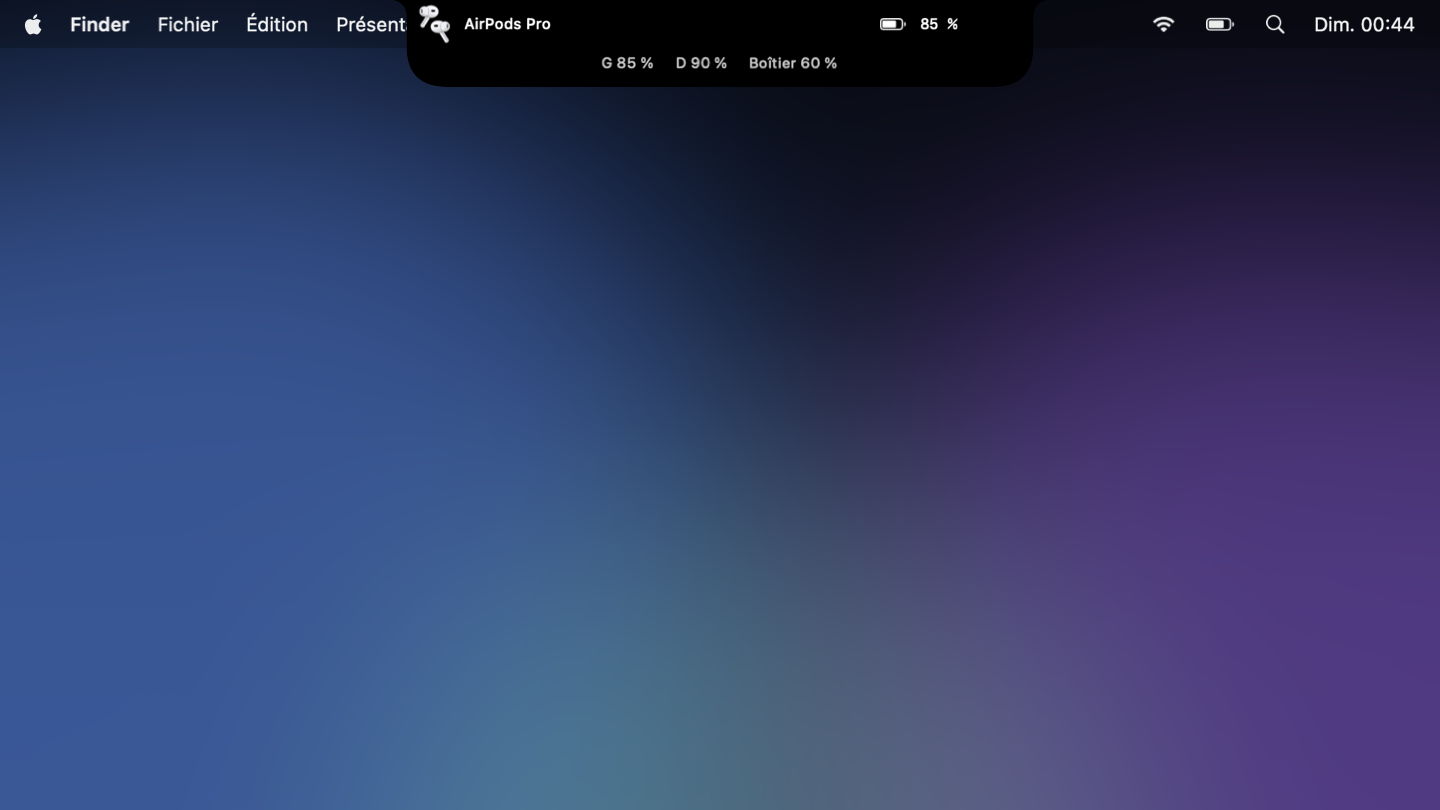 Finder Fichier Édition Présent AirPods Pro 85 % Dim. 00:44
G 85 % D 90 % Boîtier 60 %